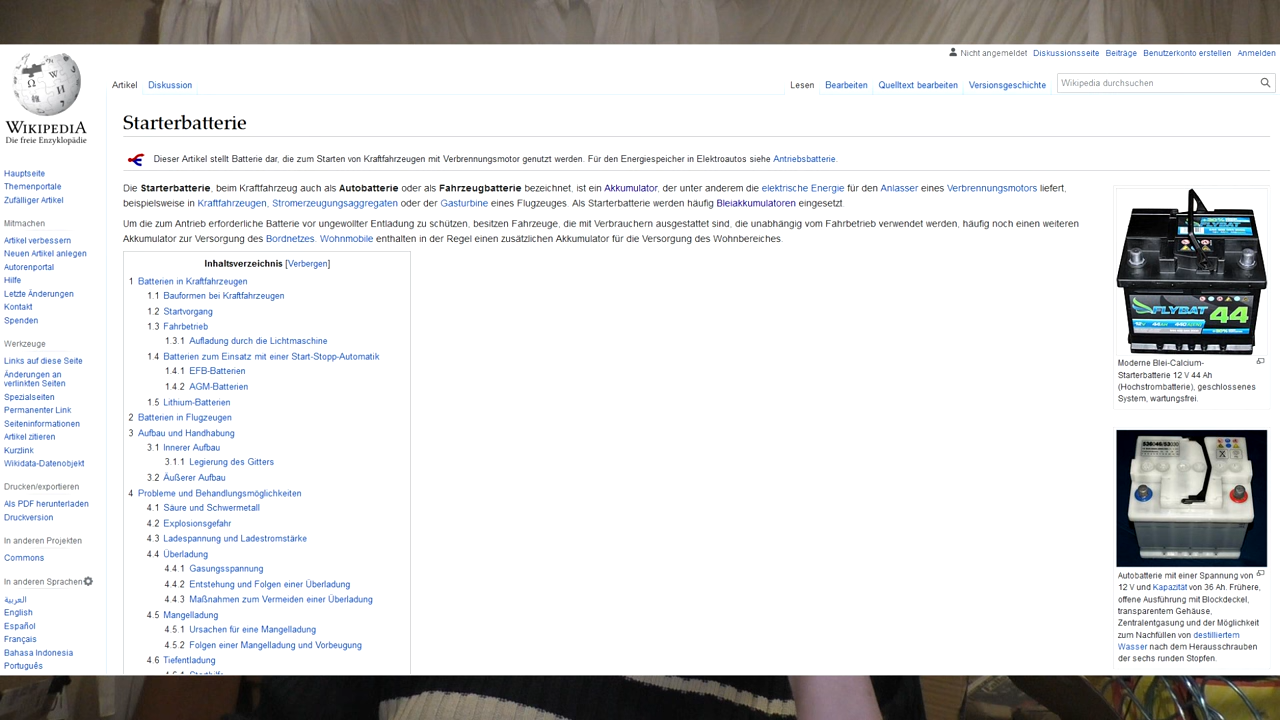 Nicht angemeldet Diskussionsseite Beiträge Benutzerkonto erstellen Anmelden
Artikel Diskussion Lesen Bearbeiten Quelltext bearbeiten Versionsgeschichte Wikipedia durchsuchen
WIKIPEDIA
Die freie Enzyklopädie
Hauptseite
Themenportale
Zufälliger Artikel
Mitmachen
Artikel verbessern
Neuen Artikel anlegen
Autorenportal
Hilfe
Letzte Änderungen
Kontakt
Spenden
Werkzeuge
Links auf diese Seite
Änderungen an
verlinkten Seiten
Spezialseiten
Permanenter Link
Seiteninformationen
Artikel zitieren
Kurzlink
Wikidata-Datenobjekt
Drucken/exportieren
Als PDF herunterladen
Druckversion
In anderen Projekten
Commons
In anderen Sprachen
العربية
English
Español
Français
Bahasa Indonesia
Português
Starterbatterie
Dieser Artikel stellt Batterie dar, die zum Starten von Kraftfahrzeugen mit Verbrennungsmotor genutzt werden. Für den Energiespeicher in Elektroautos siehe Antriebsbatterie.
Die Starterbatterie, beim Kraftfahrzeug auch als Autobatterie oder als Fahrzeugbatterie bezeichnet, ist ein Akkumulator, der unter anderem die elektrische Energie für den Anlasser eines Verbrennungsmotors liefert,
beispielsweise in Kraftfahrzeugen, Stromerzeugungsaggregaten oder der Gasturbine eines Flugzeuges. Als Starterbatterie werden häufig Bleiakkumulatoren eingesetzt.
Um die zum Antrieb erforderliche Batterie vor ungewollter Entladung zu schützen, besitzen Fahrzeuge, die mit Verbrauchern ausgestattet sind, die unabhängig vom Fahrbetrieb verwendet werden, häufig noch einen weiteren
Akkumulator zur Versorgung des Bordnetzes. Wohnmobile enthalten in der Regel einen zusätzlichen Akkumulator für die Versorgung des Wohnbereiches.
Inhaltsverzeichnis [Verbergen]
1 Batterien in Kraftfahrzeugen
1.1 Bauformen bei Kraftfahrzeugen
1.2 Startvorgang
1.3 Fahrbetrieb
1.3.1 Aufladung durch die Lichtmaschine
1.4 Batterien zum Einsatz mit einer Start-Stopp-Automatik
1.4.1 EFB-Batterien
1.4.2 AGM-Batterien
1.5 Lithium-Batterien
2 Batterien in Flugzeugen
3 Aufbau und Handhabung
3.1 Innerer Aufbau
3.1.1 Legierung des Gitters
3.2 Äußerer Aufbau
4 Probleme und Behandlungsmöglichkeiten
4.1 Säure und Schwermetall
4.2 Explosionsgefahr
4.3 Ladespannung und Ladestromstärke
4.4 Überladung
4.4.1 Gasungsspannung
4.4.2 Entstehung und Folgen einer Überladung
4.4.3 Maßnahmen zum Vermeiden einer Überladung
4.5 Mangelladung
4.5.1 Ursachen für eine Mangelladung
4.5.2 Folgen einer Mangelladung und Vorbeugung
4.6 Tiefentladung
FLYBAT 44
Moderne Blei-Calcium-
Starterbatterie 12 V 44 Ah
(Hochstrombatterie), geschlossenes
System, wartungsfrei.
Autobatterie mit einer Spannung von
12 V und Kapazität von 36 Ah. Frühere,
offene Ausführung mit Blockdeckel,
transparentem Gehäuse,
Zentralentgasung und der Möglichkeit
zum Nachfüllen von destilliertem
Wasser nach dem Herausschrauben
der sechs runden Stopfen.